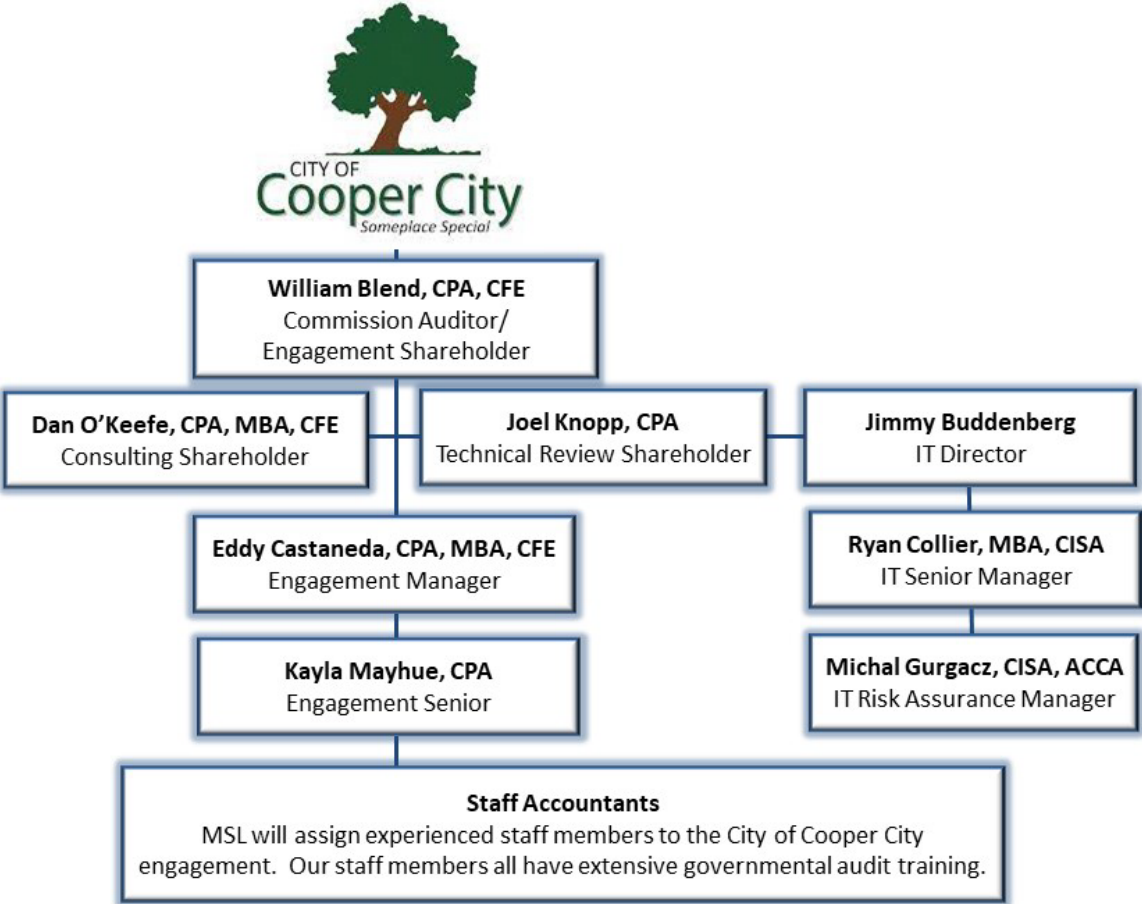 CITY OF
Cooper City
Someplace Special
William Blend, CPA, CFE
Commission Auditor/
Engagement Shareholder
Dan O’Keefe, CPA, MBA, CFE
Consulting Shareholder
Joel Knopp, CPA
Technical Review Shareholder
Jimmy Buddenberg
IT Director
Eddy Castaneda, CPA, MBA, CFE
Engagement Manager
Ryan Collier, MBA, CISA
IT Senior Manager
Kayla Mayhue, CPA
Engagement Senior
Michal Gurgacz, CISA, ACCA
IT Risk Assurance Manager
Staff Accountants
MSL will assign experienced staff members to the City of Cooper City
engagement.  Our staff members all have extensive governmental audit training.